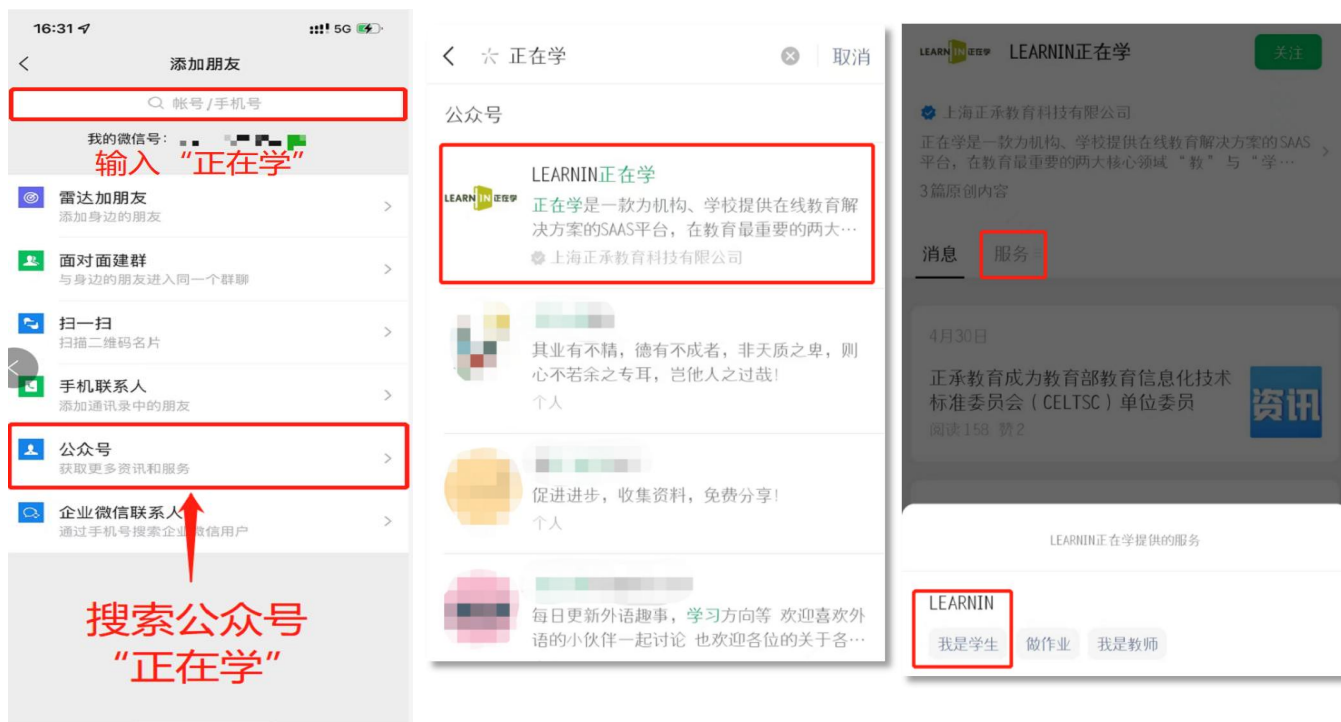 16:31
5G
添加朋友
帐号/手机号
我的微信号：
输入 “正在学”
雷达加朋友
添加身边的朋友
面对面建群
与身边的朋友进入同一个群聊
扫一扫
扫描二维码名片
手机联系人
添加通讯录中的朋友
公众号
获取更多资讯和服务
企业微信联系人
通过手机号搜索企业微信用户
搜索公众号
“正在学”
正在学
取消
公众号
LEARNIN正在学
LEARN IN 正在学
正在学是一款为机构、学校提供在线教育解
决方案的SAAS平台，在教育最重要的两大…
上海正承教育科技有限公司
其业有不精，德有不成者，非天质之卑，则
心不若余之专耳，岂他人之过哉！
个人
促进进步，收集资料，免费分享！
个人
每日更新外语趣事，学习方向等 欢迎喜欢外
语的小伙伴一起讨论 也欢迎各位的关于各…
LEARN IN 正在学
LEARNIN正在学
关注
上海正承教育科技有限公司
正在学是一款为机构、学校提供在线教育解决方案的SAAS
平台，在教育最重要的两大核心领域 “教” 与 “学…
3篇原创内容
消息
服务
4月30日
正承教育成为教育部教育信息化技术
标准委员会（CELTSC）单位委员
资讯
阅读158 赞2
LEARNIN正在学提供的服务
LEARNIN
我是学生
做作业
我是教师